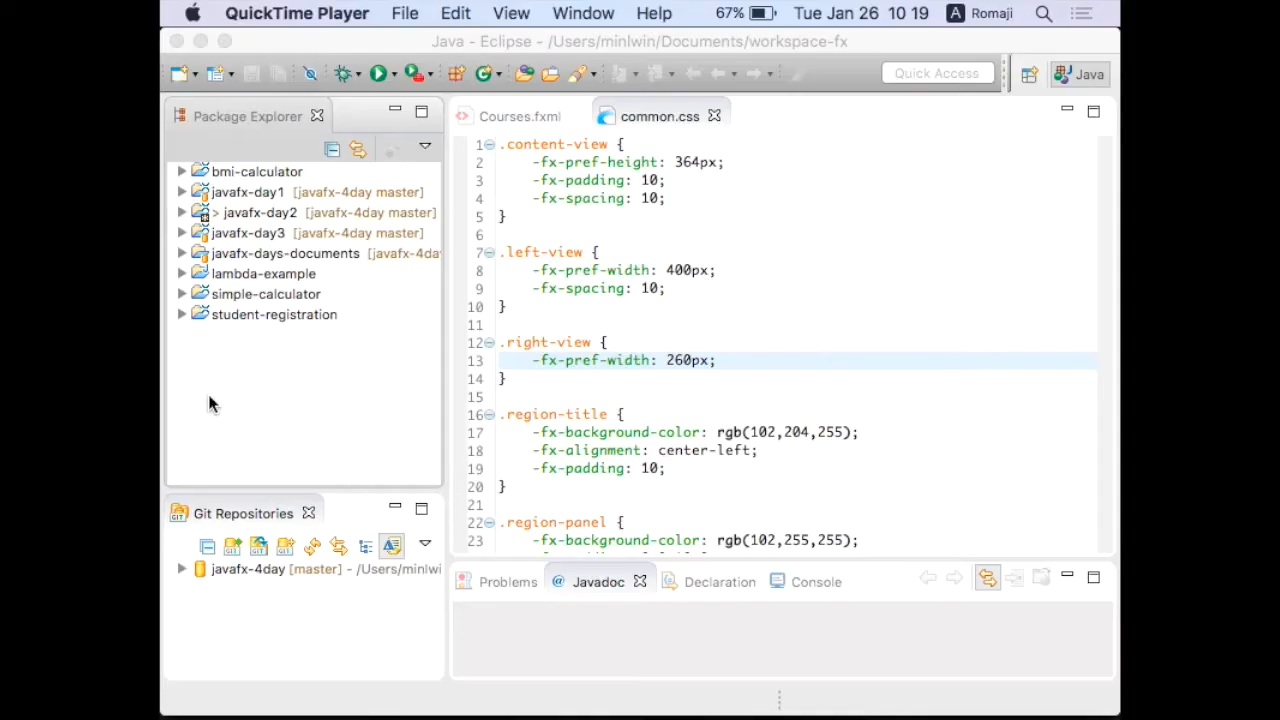 QuickTime Player File Edit View Window Help 67% Tue Jan 26 10 19 A Romaji
Java - Eclipse - /Users/minlwin/Documents/workspace-fx
Quick Access
Java
Package Explorer
bmi-calculator
javafx-day1 [javafx-4day master]
> javafx-day2 [javafx-4day master]
javafx-day3 [javafx-4day master]
javafx-days-documents [javafx-4da
lambda-example
simple-calculator
student-registration
Git Repositories
javafx-4day [master] - /Users/minlwi
Courses.fxml
common.css
1 .content-view {
2 -fx-pref-height: 364px;
3 -fx-padding: 10;
4 -fx-spacing: 10;
5 }
6
7 .left-view {
8 -fx-pref-width: 400px;
9 -fx-spacing: 10;
10 }
11
12 .right-view {
13 -fx-pref-width: 260px;
14 }
15
16 .region-title {
17 -fx-background-color: rgb(102,204,255);
18 -fx-alignment: center-left;
19 -fx-padding: 10;
20 }
21
22 .region-panel {
23 -fx-background-color: rgb(102,255,255);
Problems @ Javadoc Declaration Console